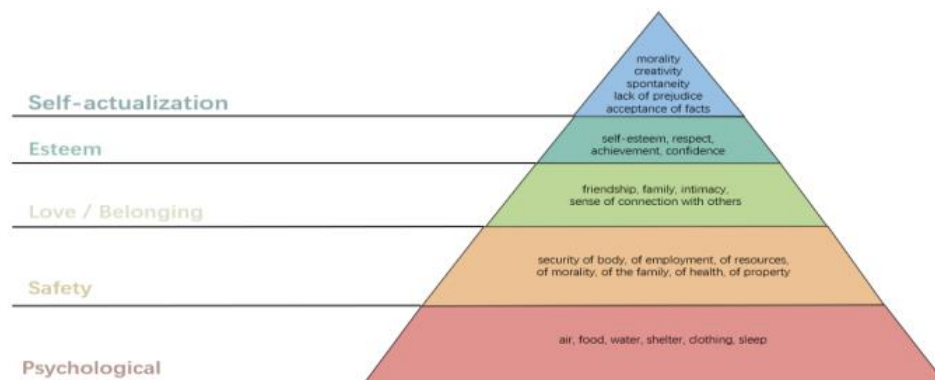 morality
creativity
spontaneity
lack of prejudice
acceptance of facts
Self-actualization
self-esteem, respect,
achievement, confidence
Esteem
friendship, family, intimacy,
sense of connection with others
Love / Belonging
security of body, of employment, of resources,
of morality, of the family, of health, of property
Safety
air, food, water, shelter, clothing, sleep
Psychological